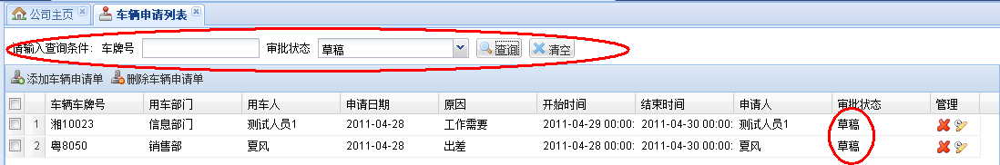 公司主页 车辆申请列表
请输入查询条件: 车牌号 审批状态 草稿 查询 清空
添加车辆申请单 删除车辆申请单
车辆车牌号 用车部门 用车人 申请日期 原因 开始时间 结束时间 申请人 审批状态 管理
1 湘10023 信息部门 测试人员1 2011-04-28 工作需要 2011-04-29 00:00: 2011-04-30 00:00: 测试人员1 草稿
2 粤8050 销售部 夏风 2011-04-28 出差 2011-04-28 00:00: 2011-04-30 00:00: 夏风 草稿